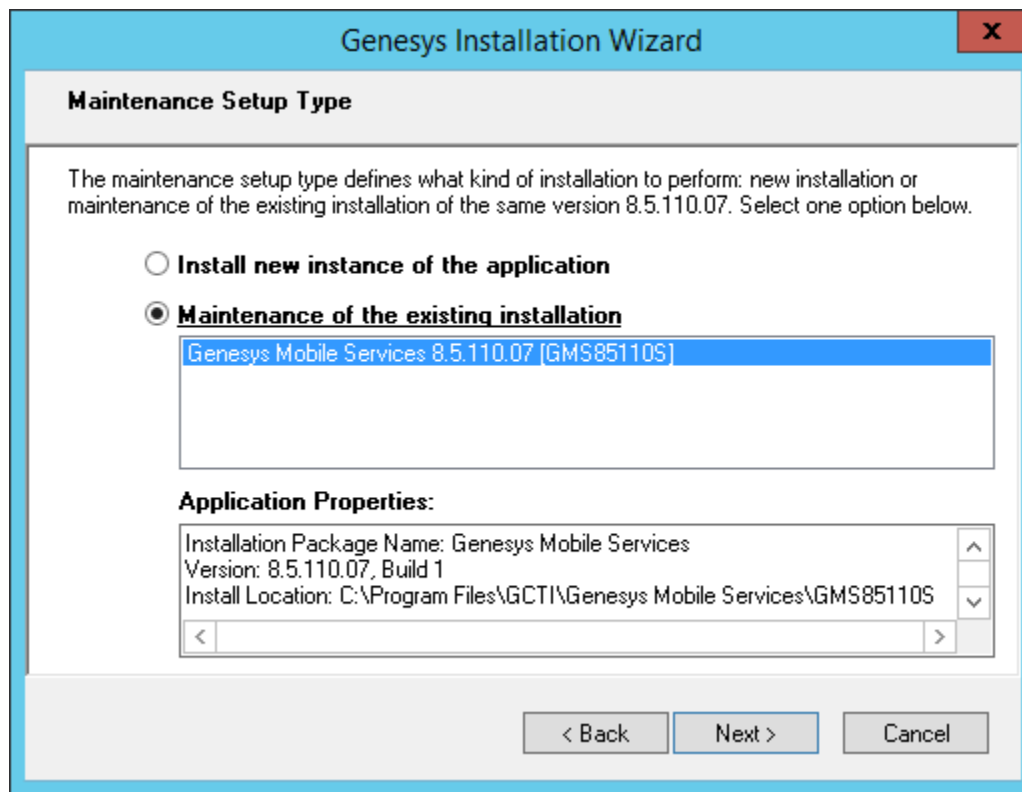 Genesys Installation Wizard
x
Maintenance Setup Type
The maintenance setup type defines what kind of installation to perform: new installation or
maintenance of the existing installation of the same version 8.5.110.07. Select one option below.
Install new instance of the application
Maintenance of the existing installation
Genesys Mobile Services 8.5.110.07 [GMS85110S]
Application Properties:
Installation Package Name: Genesys Mobile Services
Version: 8.5.110.07, Build 1
Install Location: C:\Program Files\GCTI\Genesys Mobile Services\GMS85110S
< Back Next > Cancel